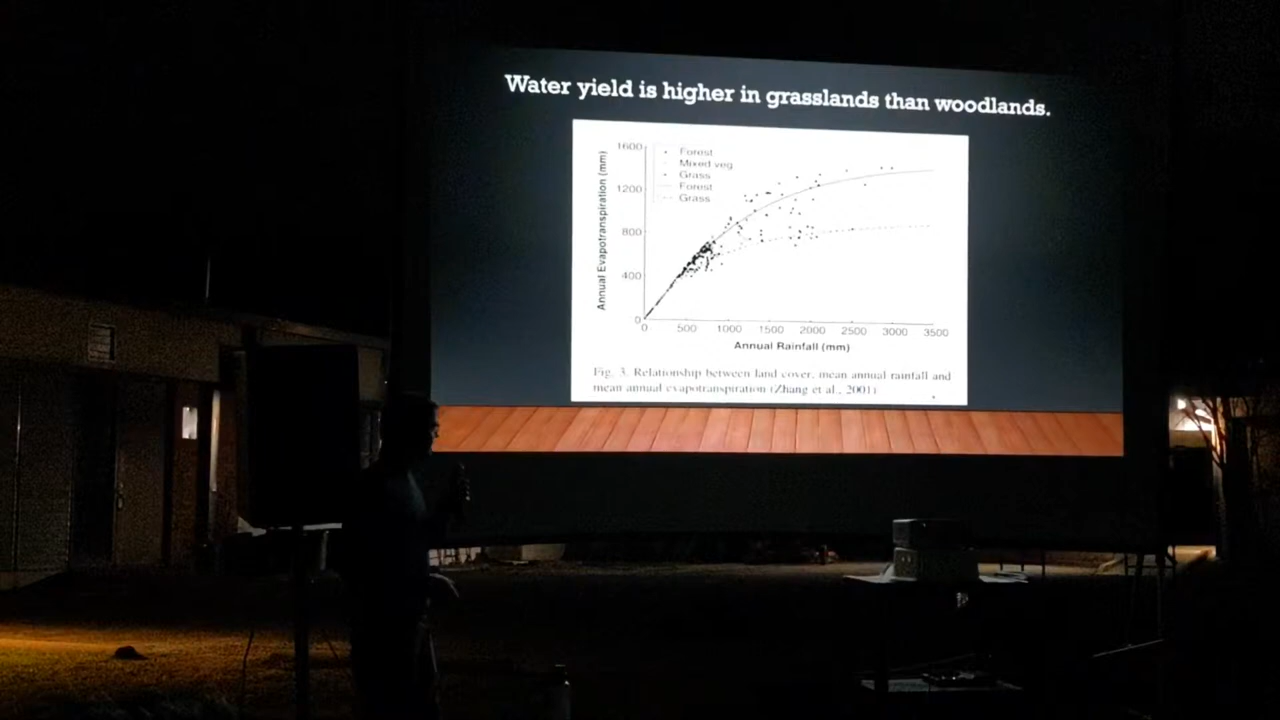 Water yield is higher in grasslands than woodlands.
1600
1200
800
400
0
Annual Evapotranspiration (mm)
Forest
Mixed veg
Grass
Forest
Grass
0 500 1000 1500 2000 2500 3000 3500
Annual Rainfall (mm)
Fig. 3. Relationship between land cover, mean annual rainfall and
mean annual evapotranspiration (Zhang et al., 2001)